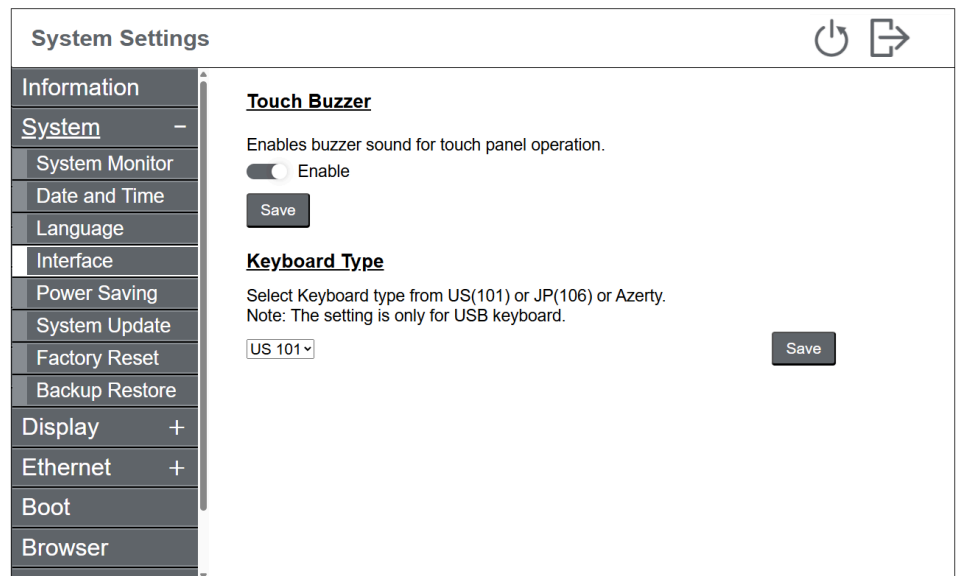 System Settings
Information
System −
System Monitor
Date and Time
Language
Interface
Power Saving
System Update
Factory Reset
Backup Restore
Display +
Ethernet +
Boot
Browser
Touch Buzzer
Enables buzzer sound for touch panel operation.
Enable
Save
Keyboard Type
Select Keyboard type from US(101) or JP(106) or Azerty.
Note: The setting is only for USB keyboard.
US 101
Save